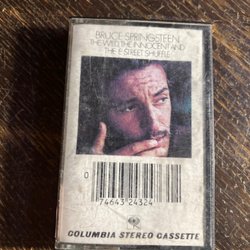 BRUCE SPRINGSTEEN
THE WILD, THE INNOCENT AND
THE E STREET SHUFFLE
0
74643 24324
COLUMBIA STEREO CASSETTE